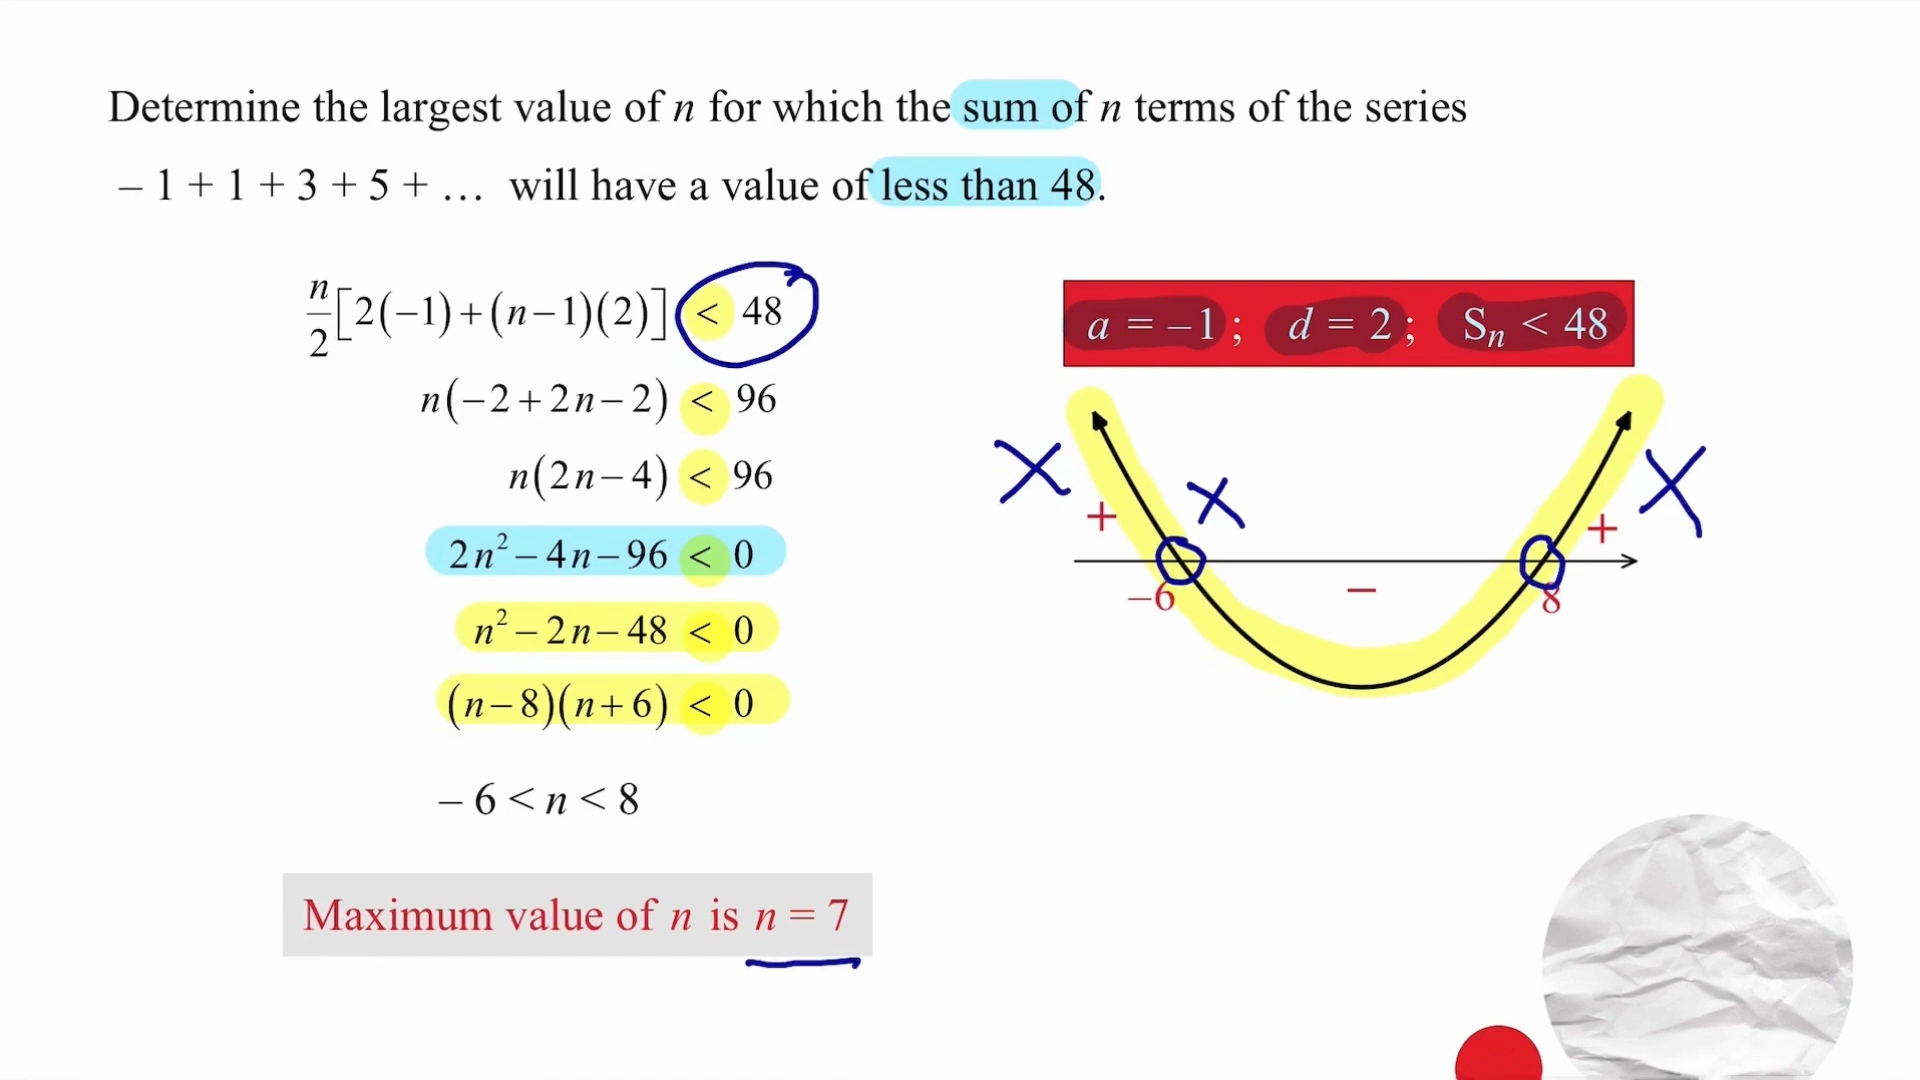 Determine the largest value of n for which the sum of n terms of the series
– 1 + 1 + 3 + 5 + … will have a value of less than 48.
n/2[2(−1)+(n−1)(2)] < 48
a = −1 ; d = 2 ; Sₙ < 48
n(−2+2n−2) < 96
n(2n−4) < 96
X X X
+ +
2n²−4n−96 < 0
−6 − 8
n²−2n−48 < 0
(n−8)(n+6) < 0
– 6 < n < 8
Maximum value of n is n = 7